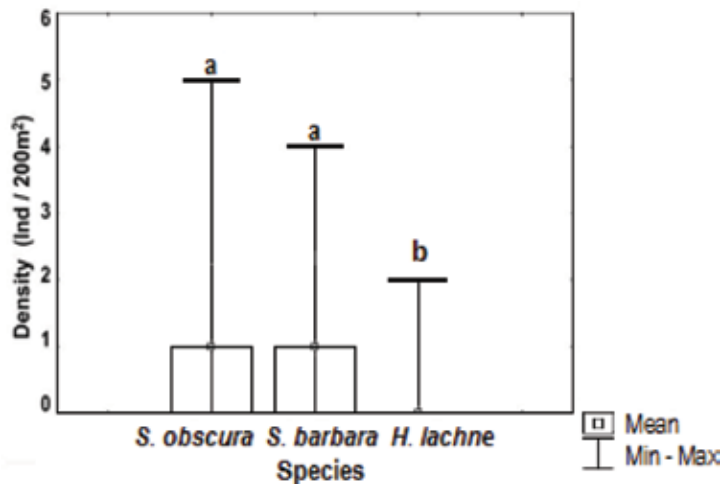 6
5
4
3
2
1
0
Density (Ind / 200m²)
a
a
b
S. obscura S. barbara H. lachne
Species
Mean
Min - Max